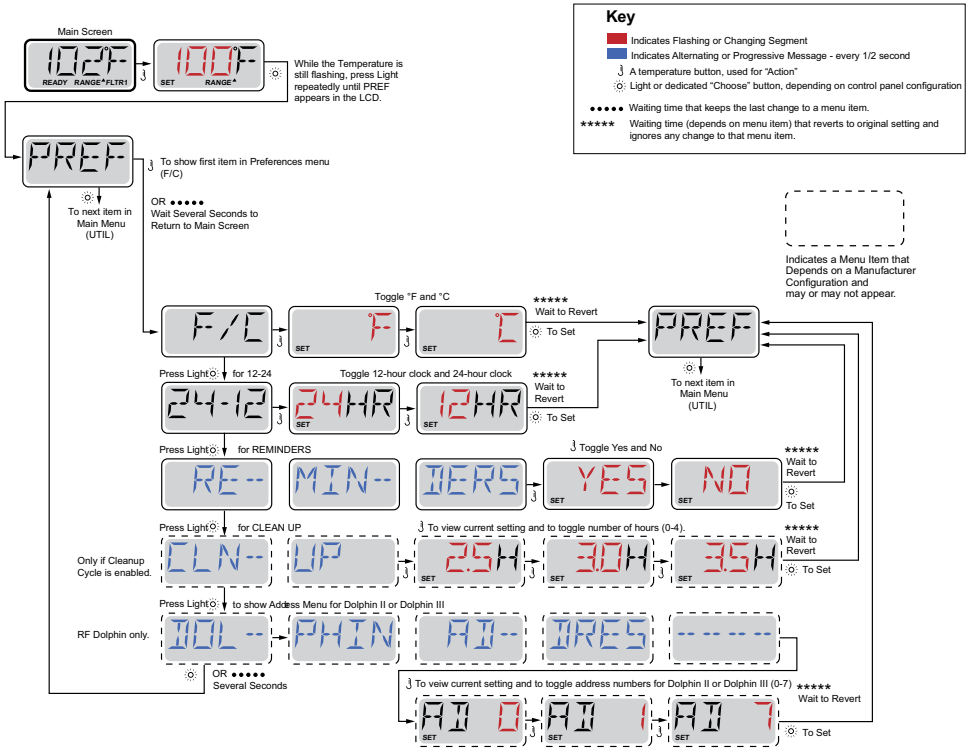 Main Screen
102°F
READY RANGE FLTR1
100°F
SET RANGE
While the Temperature is
still flashing, press Light
repeatedly until PREF
appears in the LCD.
Key
Indicates Flashing or Changing Segment
Indicates Alternating or Progressive Message - every 1/2 second
A temperature button, used for “Action”
Light or dedicated “Choose” button, depending on control panel configuration
••••• Waiting time that keeps the last change to a menu item.
***** Waiting time (depends on menu item) that reverts to original setting and
ignores any change to that menu item.
PREF
To show first item in Preferences menu
(F/C)
To next item in
Main Menu
(UTIL)
OR •••••
Wait Several Seconds to
Return to Main Screen
Indicates a Menu Item that
Depends on a Manufacturer
Configuration and
may or may not appear.
Toggle °F and °C
F/C
°F
SET
°C
SET
*****
Wait to Revert
To Set
PREF
To next item in
Main Menu
(UTIL)
Press Light for 12-24
Toggle 12-hour clock and 24-hour clock
24-12
24HR
SET
12HR
SET
*****
Wait to
Revert
To Set
Press Light for REMINDERS
Toggle Yes and No
RE-
MIN-
DERS
YES
SET
NO
SET
*****
Wait to
Revert
To Set
Press Light for CLEAN UP
To view current setting and to toggle number of hours (0-4).
Only if Cleanup
Cycle is enabled.
CLN--
UP
2.5H
SET
3.0H
SET
3.5H
SET
*****
Wait to
Revert
To Set
Press Light to show Address Menu for Dolphin II or Dolphin III
RF Dolphin only.
DOL -
PHIN
AD-
DRES
------
OR •••••
Several Seconds
To veiw current setting and to toggle address numbers for Dolphin II or Dolphin III (0-7)
*****
Wait to Revert
AD 0
SET
AD 1
SET
AD 7
SET
To Set